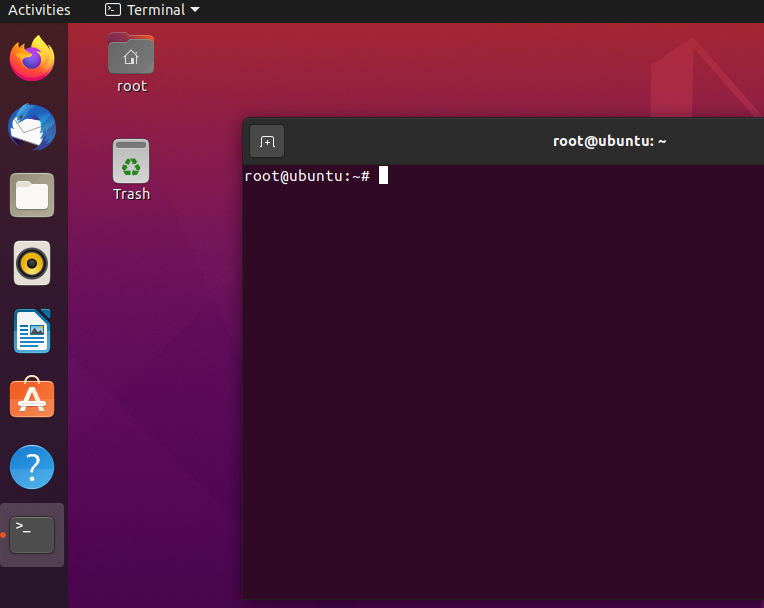 Activities
Terminal
root
Trash
root@ubuntu: ~
root@ubuntu:~#